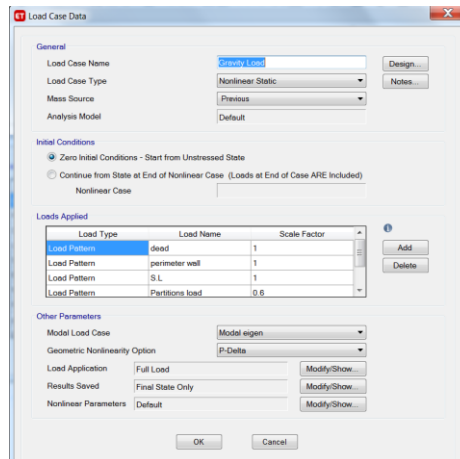 ET Load Case Data
General
Load Case Name Gravity Load Design...
Load Case Type Nonlinear Static Notes...
Mass Source Previous
Analysis Model Default
Initial Conditions
Zero Initial Conditions - Start from Unstressed State
Continue from State at End of Nonlinear Case (Loads at End of Case ARE Included)
Nonlinear Case
Loads Applied
Load Type Load Name Scale Factor
Load Pattern dead 1 Add
Load Pattern perimeter wall 1 Delete
Load Pattern S.L 1
Load Pattern Partitions load 0.6
Other Parameters
Modal Load Case Modal eigen
Geometric Nonlinearity Option P-Delta
Load Application Full Load Modify/Show...
Results Saved Final State Only Modify/Show...
Nonlinear Parameters Default Modify/Show...
OK Cancel